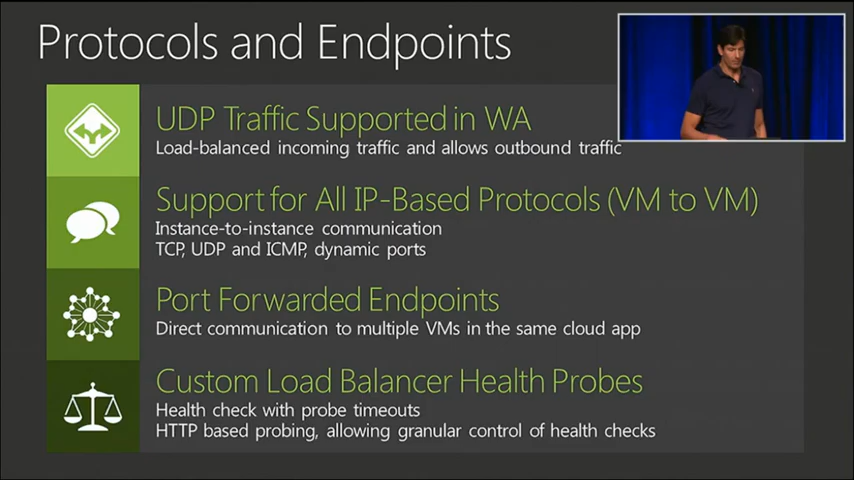 Protocols and Endpoints
UDP Traffic Supported in WA
Load-balanced incoming traffic and allows outbound traffic
Support for All IP-Based Protocols (VM to VM)
Instance-to-instance communication
TCP, UDP and ICMP, dynamic ports
Port Forwarded Endpoints
Direct communication to multiple VMs in the same cloud app
Custom Load Balancer Health Probes
Health check with probe timeouts
HTTP based probing, allowing granular control of health checks